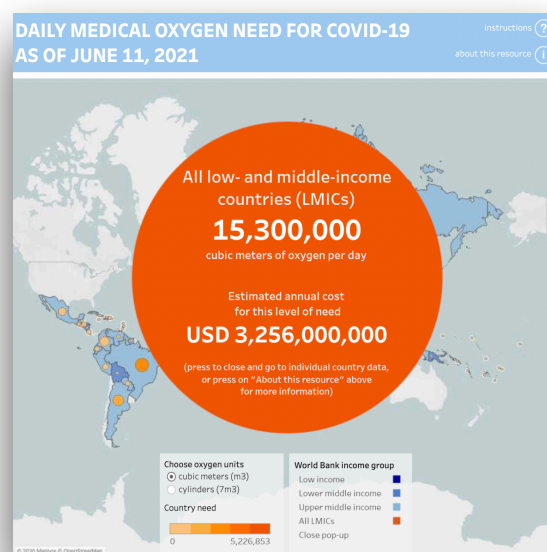 DAILY MEDICAL OXYGEN NEED FOR COVID-19
AS OF JUNE 11, 2021
instructions ?
about this resource i
All low- and middle-income
countries (LMICs)
15,300,000
cubic meters of oxygen per day
Estimated annual cost
for this level of need
USD 3,256,000,000
(press to close and go to individual country data,
or press on "About this resource" above
for more information)
Choose oxygen units
cubic meters (m3)
cylinders (7m3)
Country need
0 5,226,853
World Bank income group
Low income
Lower middle income
Upper middle income
All LMICs
Close pop-up
© 2020 Mapbox © OpenStreetMap